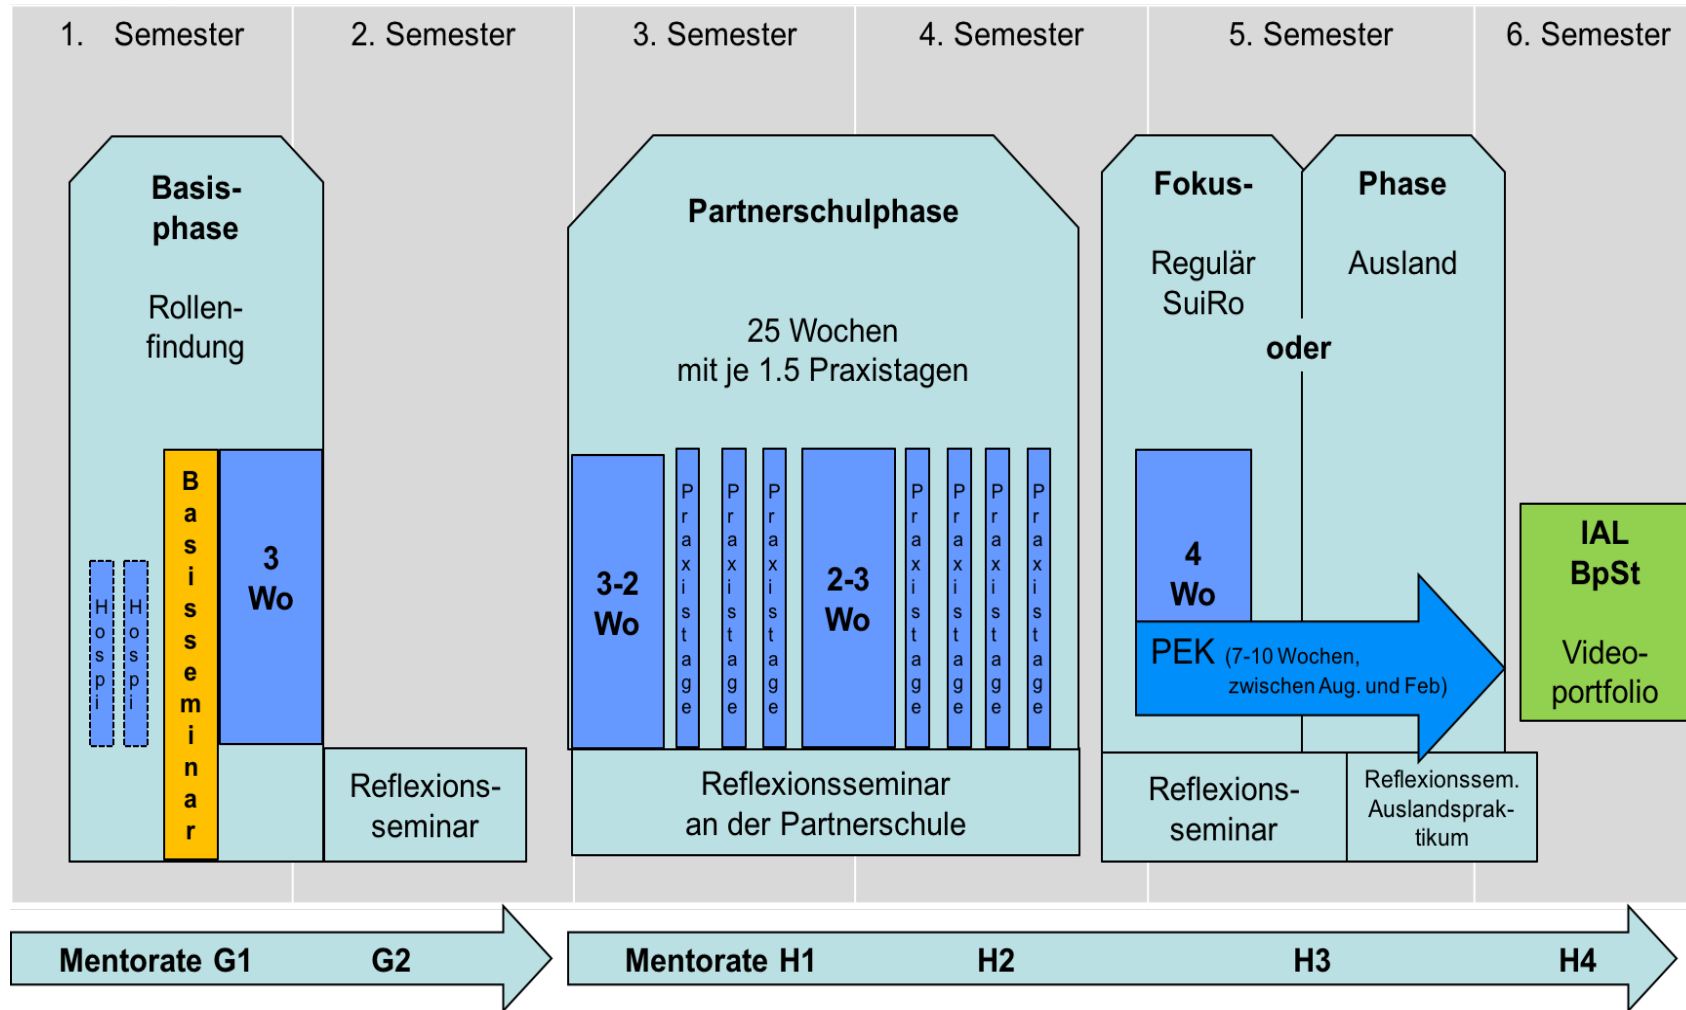 1. Semester
2. Semester
3. Semester
4. Semester
5. Semester
6. Semester
Basis-
phase
Rollen-
findung
Hospi
Hospi
Basisseminar
3
Wo
Reflexions-
seminar
Partnerschulphase
25 Wochen
mit je 1.5 Praxistagen
3-2
Wo
Praxistage
Praxistage
Praxistage
2-3
Wo
Praxistage
Praxistage
Praxistage
Praxistage
Reflexionsseminar
an der Partnerschule
Fokus-
Phase
Regulär
SuiRo
Ausland
oder
4
Wo
PEK (7-10 Wochen,
zwischen Aug. und Feb)
Reflexions-
seminar
Reflexionssem.
Auslandsprak-
tikum
IAL
BpSt
Video-
portfolio
Mentorate G1
G2
Mentorate H1
H2
H3
H4